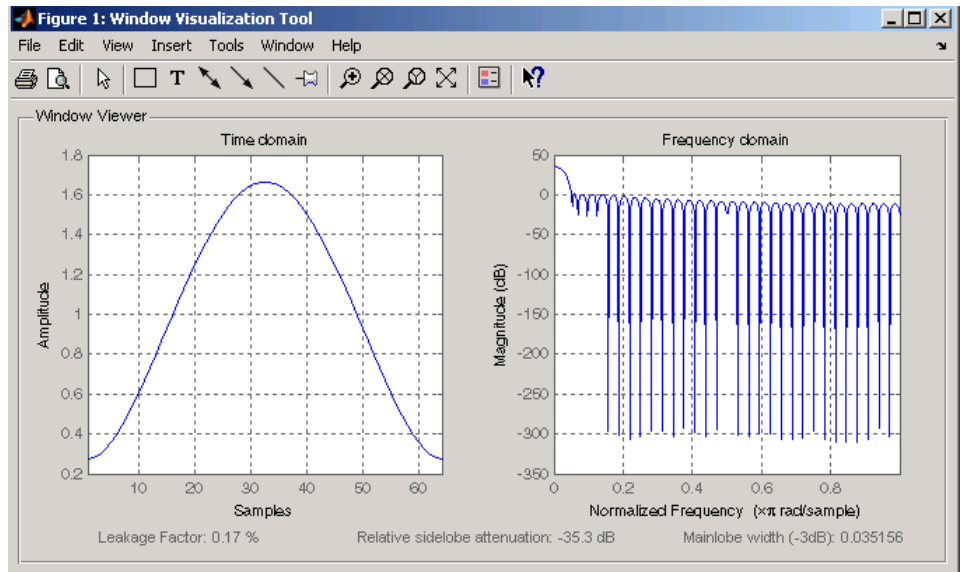 Figure 1: Window Visualization Tool
File Edit View Insert Tools Window Help
T
Window Viewer
Time domain
1.8
1.6
1.4
1.2
1
0.8
0.6
0.4
0.2
Amplitude
10 20 30 40 50 60
Samples
Frequency domain
50
0
-50
-100
-150
-200
-250
-300
-350
Magnitude (dB)
0 0.2 0.4 0.6 0.8
Normalized Frequency (×π rad/sample)
Leakage Factor: 0.17 % Relative sidelobe attenuation: -35.3 dB Mainlobe width (-3dB): 0.035156